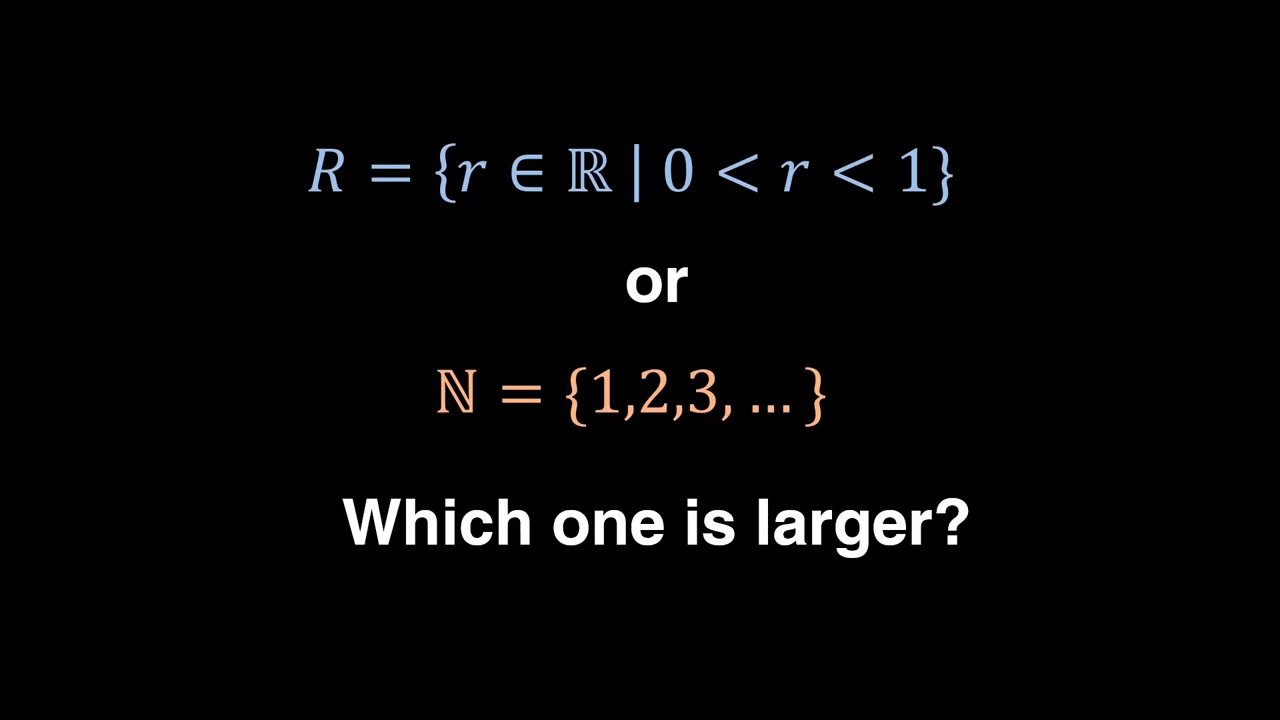 R = {r ∈ ℝ | 0 < r < 1}
or
ℕ = {1,2,3, … }
Which one is larger?